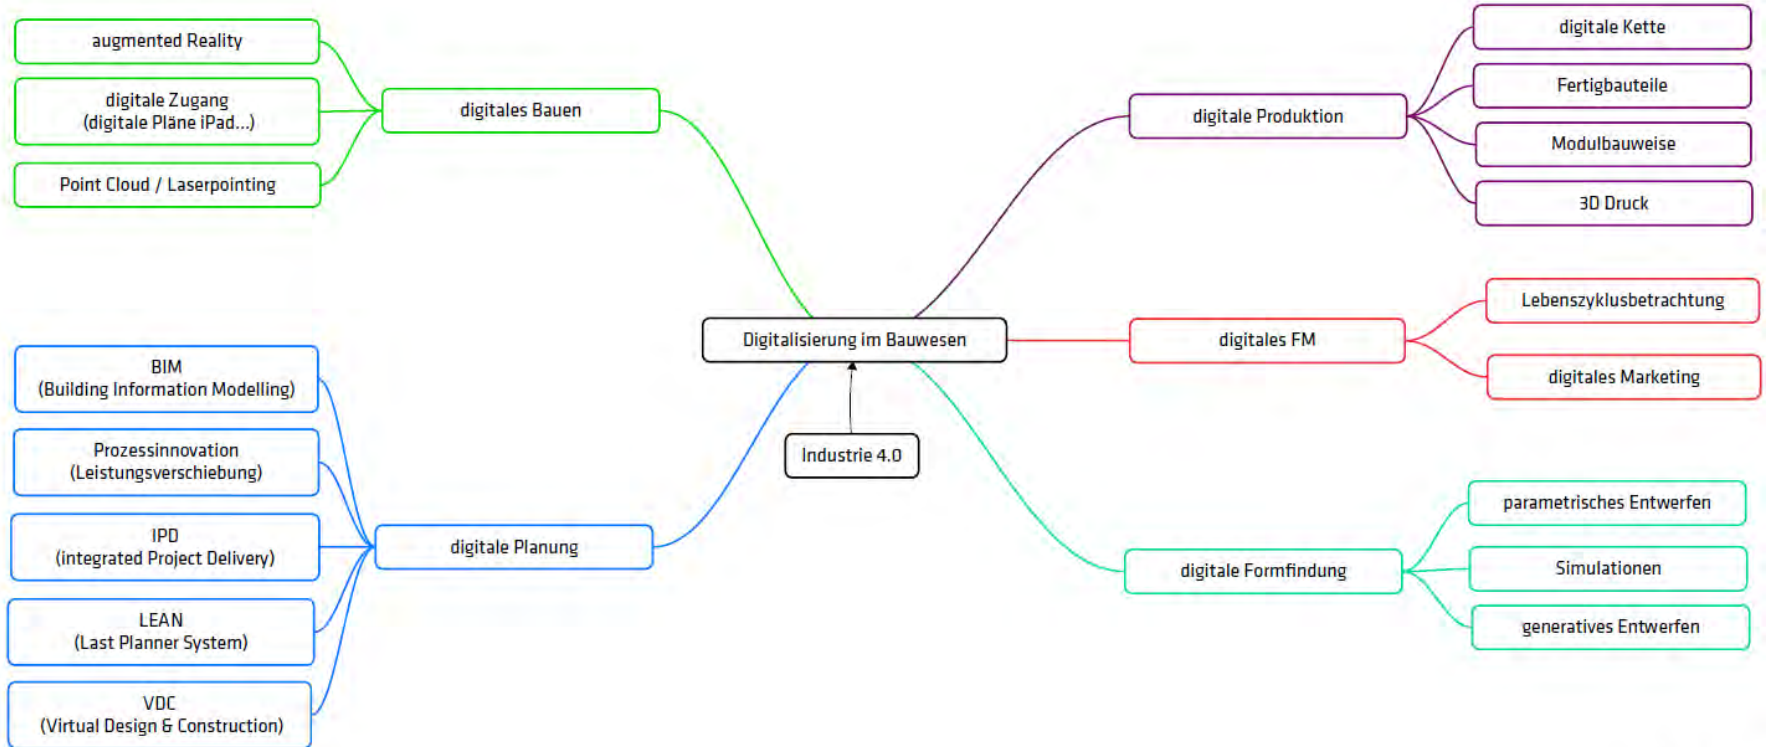 augmented Reality
digitale Zugang
(digitale Pläne iPad...)
Point Cloud / Laserpointing
digitales Bauen
BIM
(Building Information Modelling)
Prozessinnovation
(Leistungsverschiebung)
IPD
(integrated Project Delivery)
LEAN
(Last Planner System)
VDC
(Virtual Design & Construction)
digitale Planung
Digitalisierung im Bauwesen
Industrie 4.0
digitale Produktion
digitale Kette
Fertigbauteile
Modulbauweise
3D Druck
digitales FM
Lebenszyklusbetrachtung
digitales Marketing
digitale Formfindung
parametrisches Entwerfen
Simulationen
generatives Entwerfen